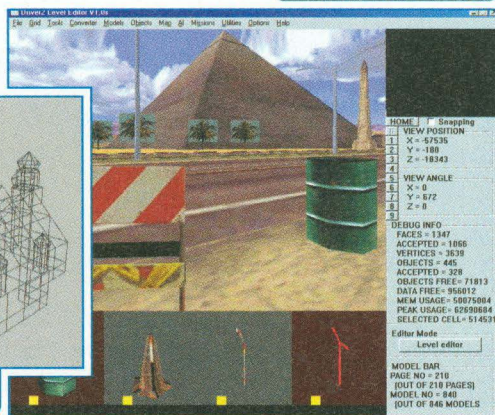 Driver2 Level Editor V1.0s
File Grid Tools Converter Models Objects Map AI Missions Utilities Options Help
HOME Snapping
VIEW POSITION
1 X = -57535
2 Y = -180
3 Z = -18343
4
5 VIEW ANGLE
6 X = 0
7 Y = 672
8 Z = 0
9
DEBUG INFO
FACES = 1347
ACCEPTED = 1066
VERTICES = 3638
OBJECTS = 445
ACCEPTED = 328
OBJECTS FREE = 71813
DATA FREE = 956012
MEM USAGE = 50075004
PEAK USAGE = 62690684
SELECTED CELL = 514531
Editor Mode
Level editor
MODEL BAR
PAGE NO = 210
(OUT OF 210 PAGES)
MODEL NO = 840
(OUT OF 846 MODELS